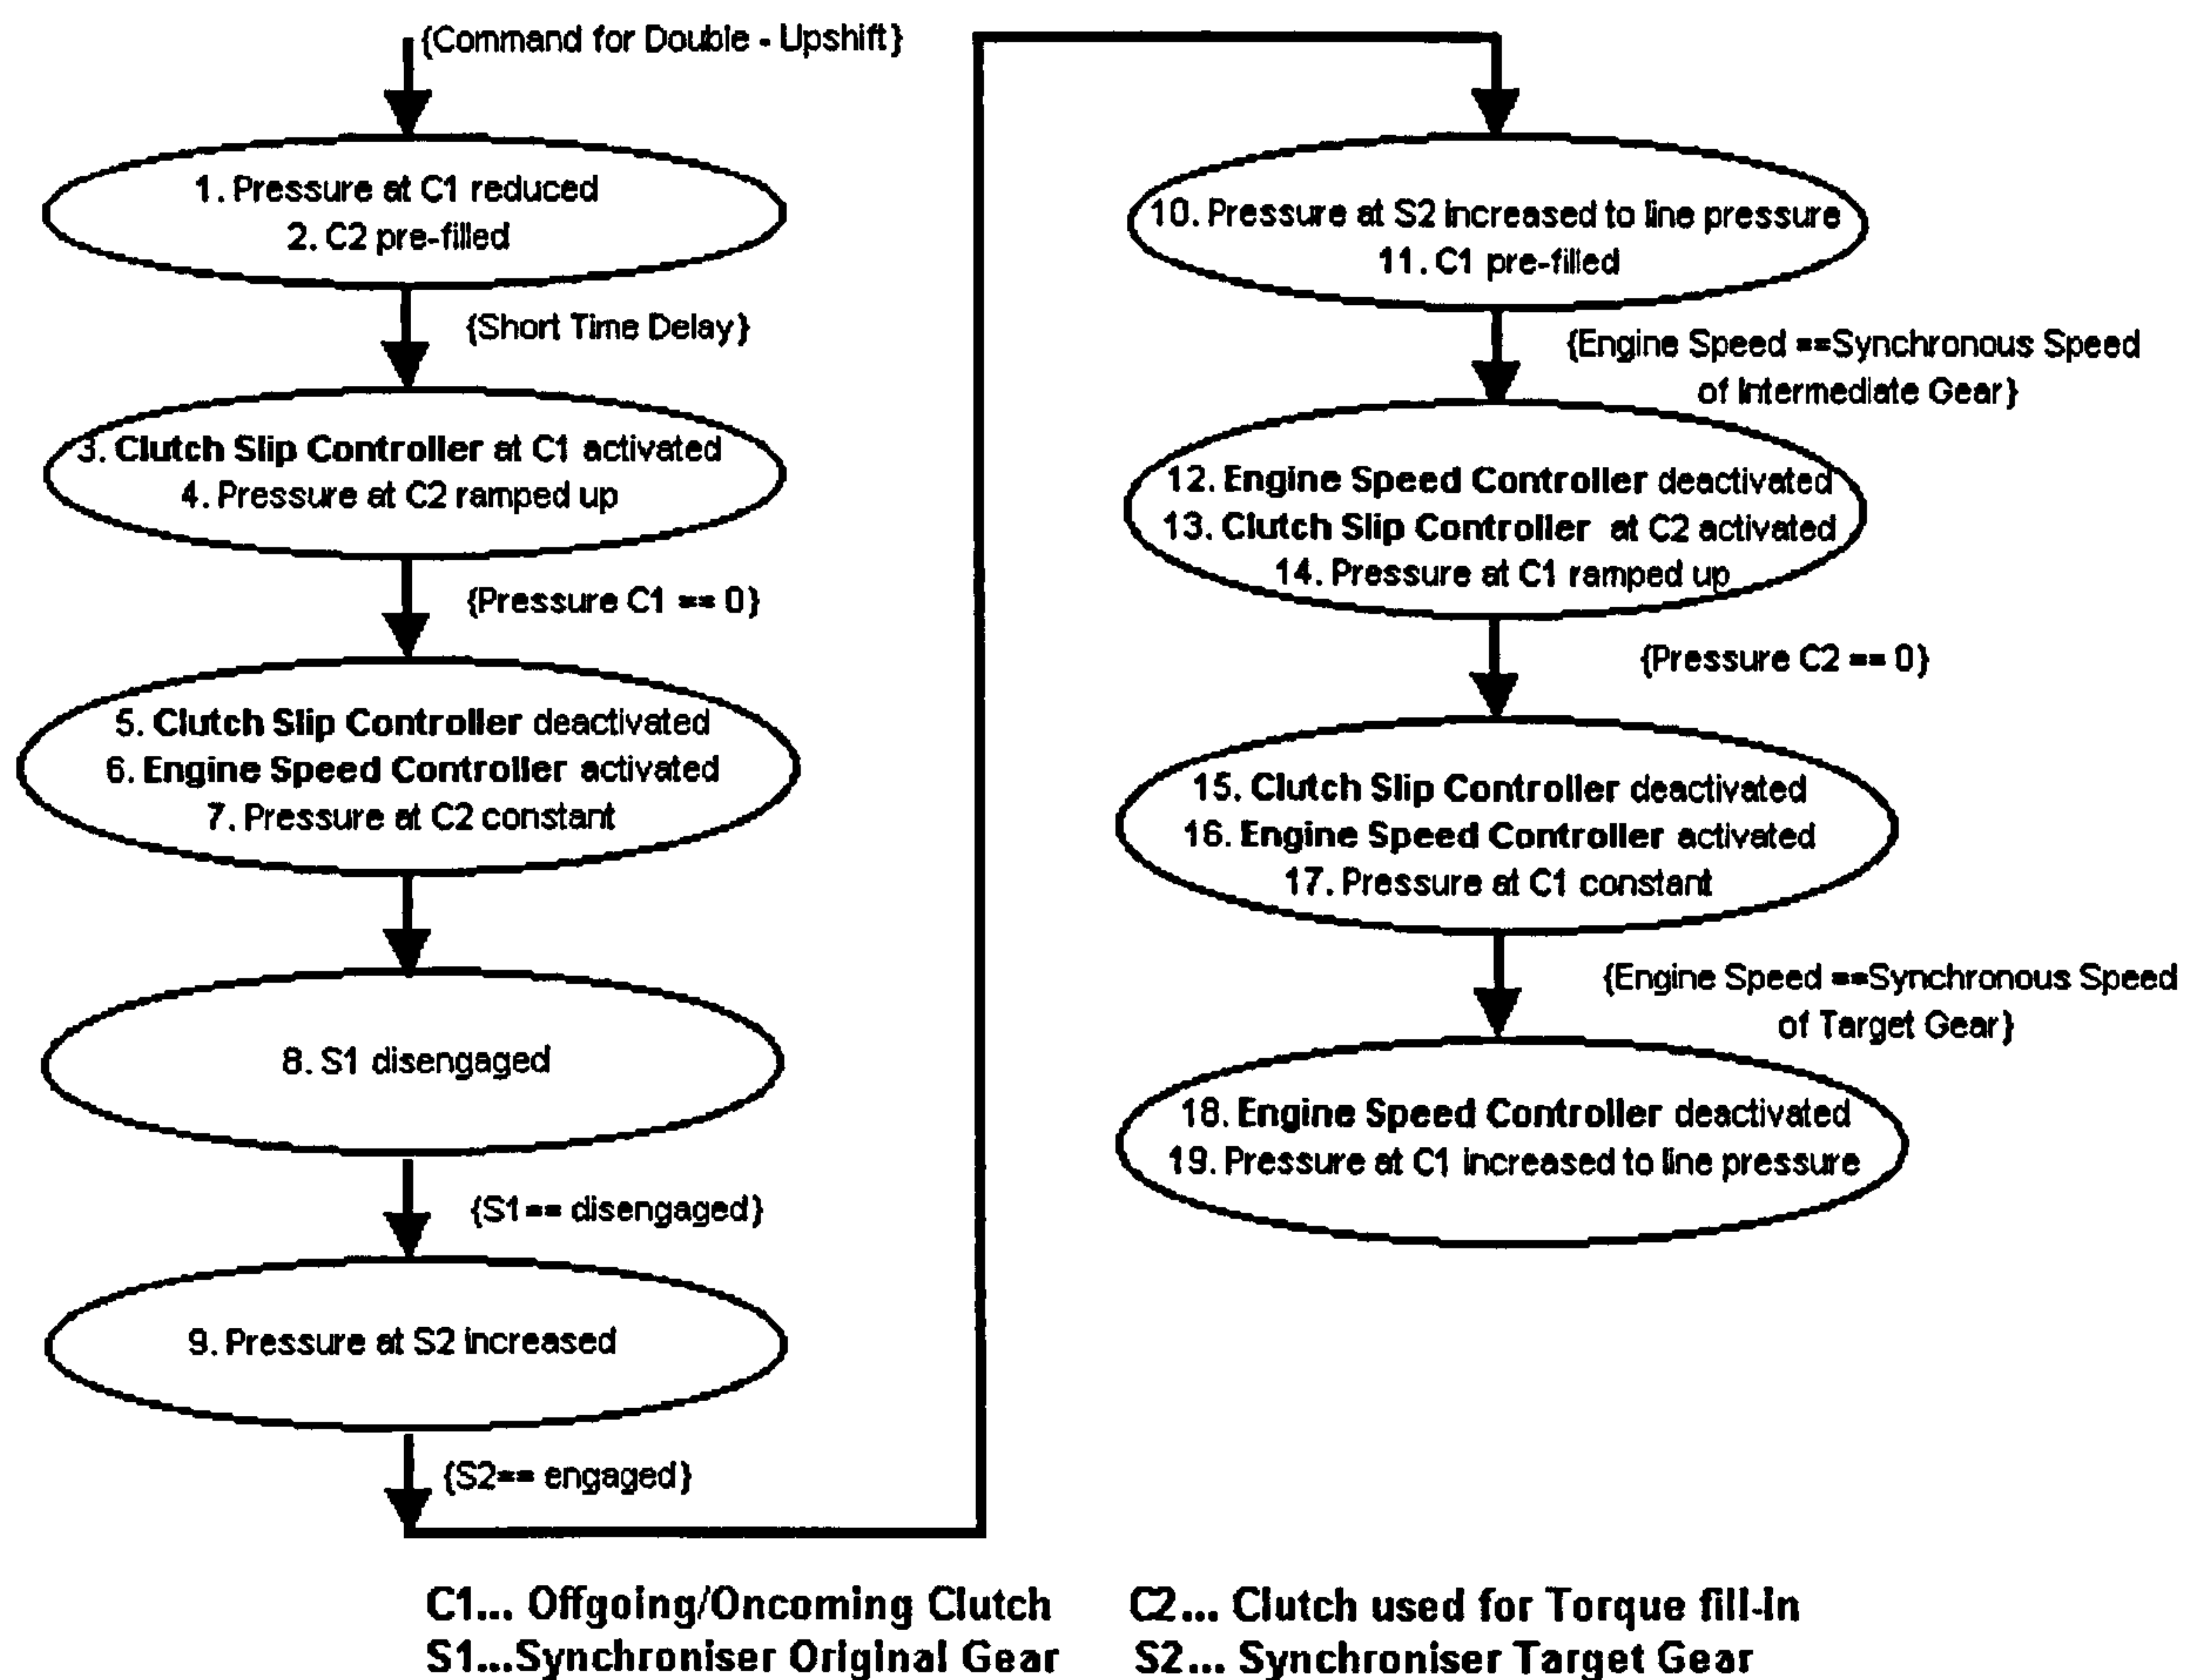 {Command for Double - Upshift}
1. Pressure at C1 reduced
2. C2 pre-filled
{Short Time Delay}
3. Clutch Slip Controller at C1 activated
4. Pressure at C2 ramped up
{Pressure C1 == 0}
5. Clutch Slip Controller deactivated
6. Engine Speed Controller activated
7. Pressure at C2 constant
8. S1 disengaged
{S1== disengaged}
9. Pressure at S2 increased
{S2== engaged}
10. Pressure at S2 increased to line pressure
11. C1 pre-filled
{Engine Speed ==Synchronous Speed
of Intermediate Gear}
12. Engine Speed Controller deactivated
13. Clutch Slip Controller at C2 activated
14. Pressure at C1 ramped up
{Pressure C2 == 0}
15. Clutch Slip Controller deactivated
16. Engine Speed Controller activated
17. Pressure at C1 constant
{Engine Speed ==Synchronous Speed
of Target Gear}
18. Engine Speed Controller deactivated
19. Pressure at C1 increased to line pressure
C1... Offgoing/Oncoming Clutch C2... Clutch used for Torque fill-in
S1...Synchroniser Original Gear S2... Synchroniser Target Gear